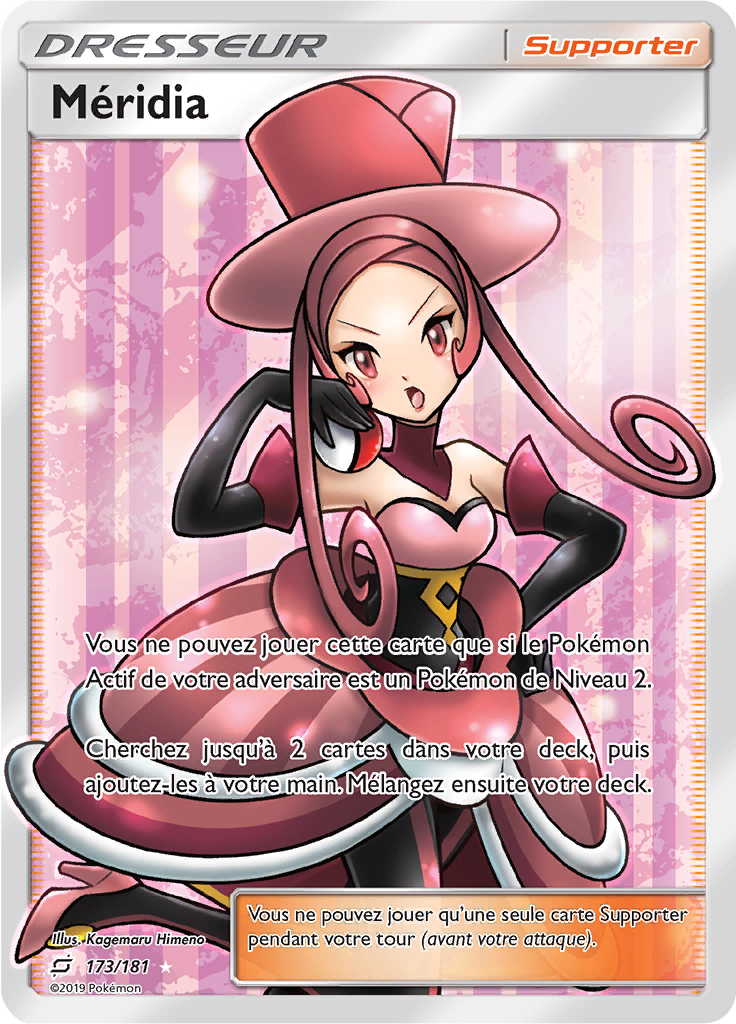 DRESSEUR
Supporter
Méridia
Vous ne pouvez jouer cette carte que si le Pokémon
Actif de votre adversaire est un Pokémon de Niveau 2.
Cherchez jusqu'à 2 cartes dans votre deck, puis
ajoutez-les à votre main. Mélangez ensuite votre deck.
Vous ne pouvez jouer qu'une seule carte Supporter
pendant votre tour (avant votre attaque).
Illus. Kagemaru Himeno
173/181
©2019 Pokémon